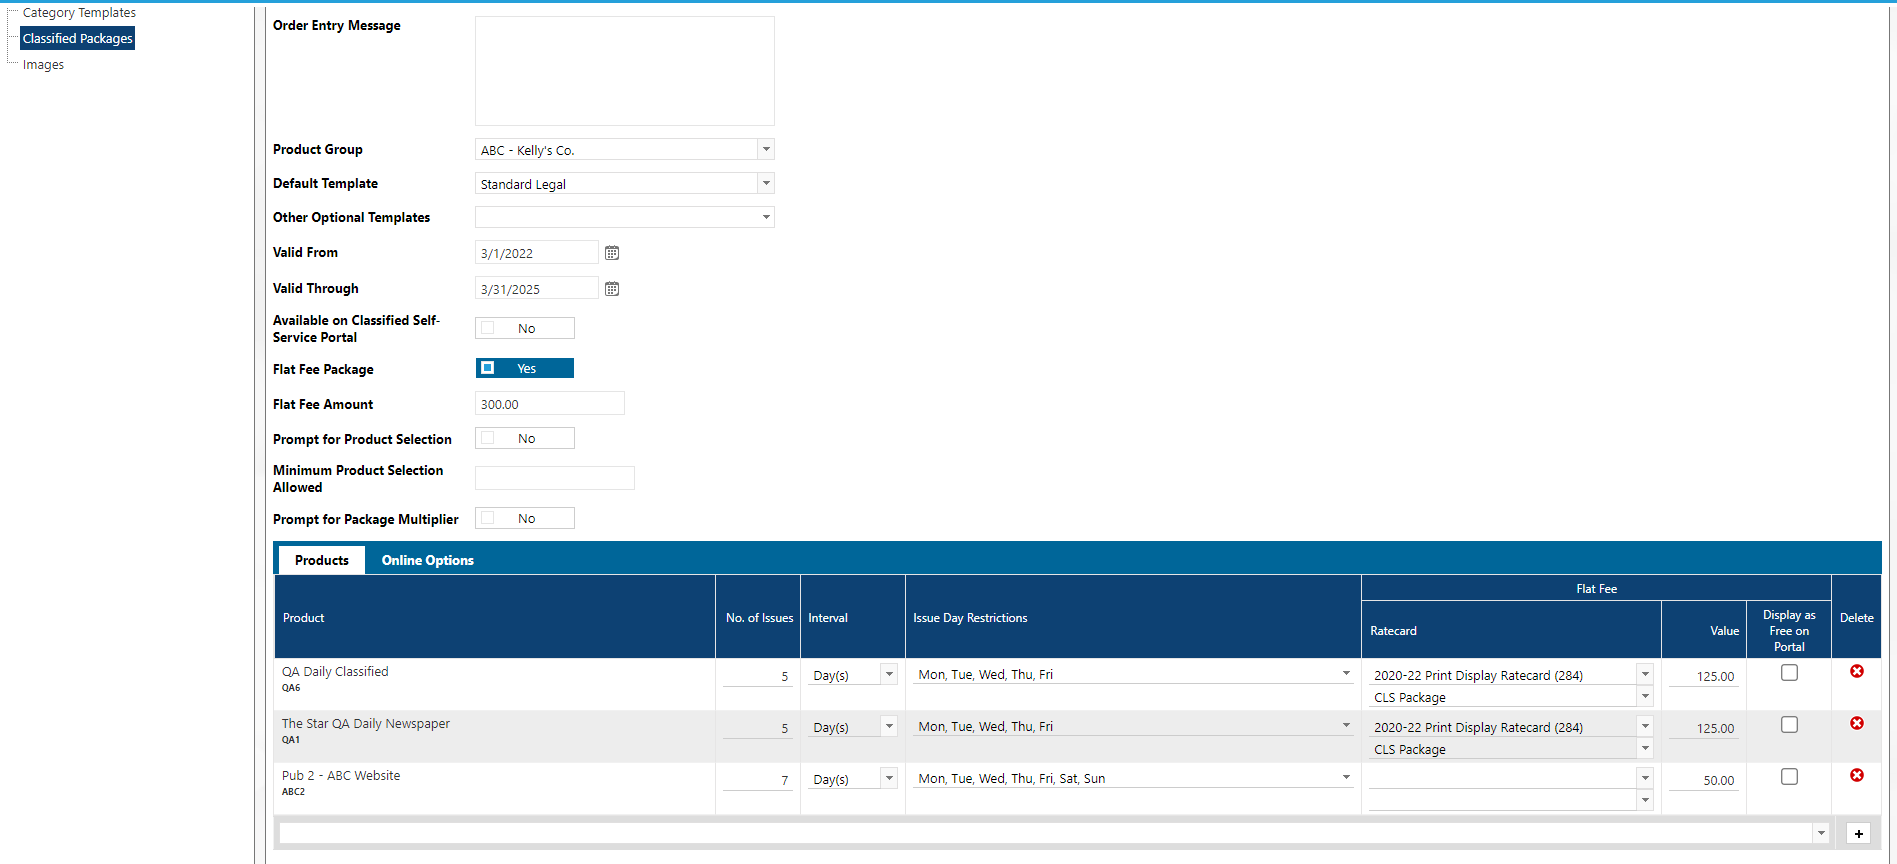 Category Templates
Classified Packages
Images
Order Entry Message
Product Group
ABC - Kelly's Co.
Default Template
Standard Legal
Other Optional Templates
Valid From
3/1/2022
Valid Through
3/31/2025
Available on Classified Self-
Service Portal
No
Flat Fee Package
Yes
Flat Fee Amount
300.00
Prompt for Product Selection
No
Minimum Product Selection
Allowed
Prompt for Package Multiplier
No
Products
Online Options
Product
No. of Issues
Interval
Issue Day Restrictions
Flat Fee
Ratecard
Value
Display as
Free on
Portal
Delete
QA Daily Classified
QA6
5
Day(s)
Mon, Tue, Wed, Thu, Fri
2020-22 Print Display Ratecard (284)
CLS Package
125.00
The Star QA Daily Newspaper
QA1
5
Day(s)
Mon, Tue, Wed, Thu, Fri
2020-22 Print Display Ratecard (284)
CLS Package
125.00
Pub 2 - ABC Website
ABC2
7
Day(s)
Mon, Tue, Wed, Thu, Fri, Sat, Sun
50.00